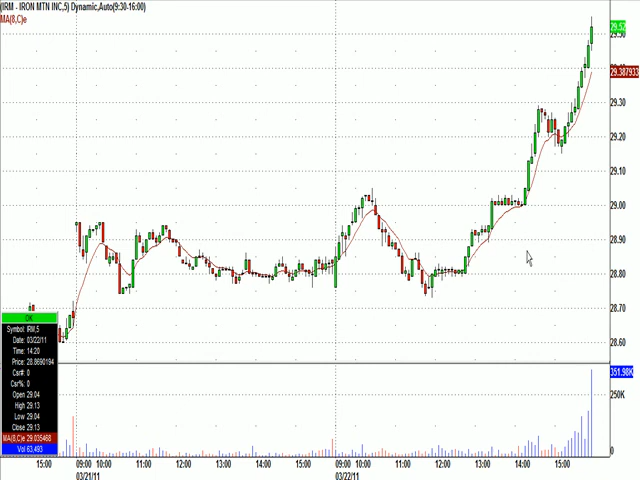 (IRM - IRON MTN INC,5) Dynamic,Auto(9:30-16:00)
MA(8,C)e
29.52
29.387933
29.30
29.20
29.10
29.00
28.90
28.80
28.70
28.60
351.98K
250K
0
OK
Symbol: IRM,5
Date: 03/22/11
Time: 14:20
Price: 28.8690194
Csr#: 0
Csr%: 0
Open 29.04
High 29.13
Low 29.04
Close 29.13
MA(8,C)e 29.035468
Vol 63,493
15:00 09:00 10:00 11:00 12:00 13:00 14:00 15:00 09:00 10:00 11:00 12:00 13:00 14:00 15:00
03/21/11 03/22/11